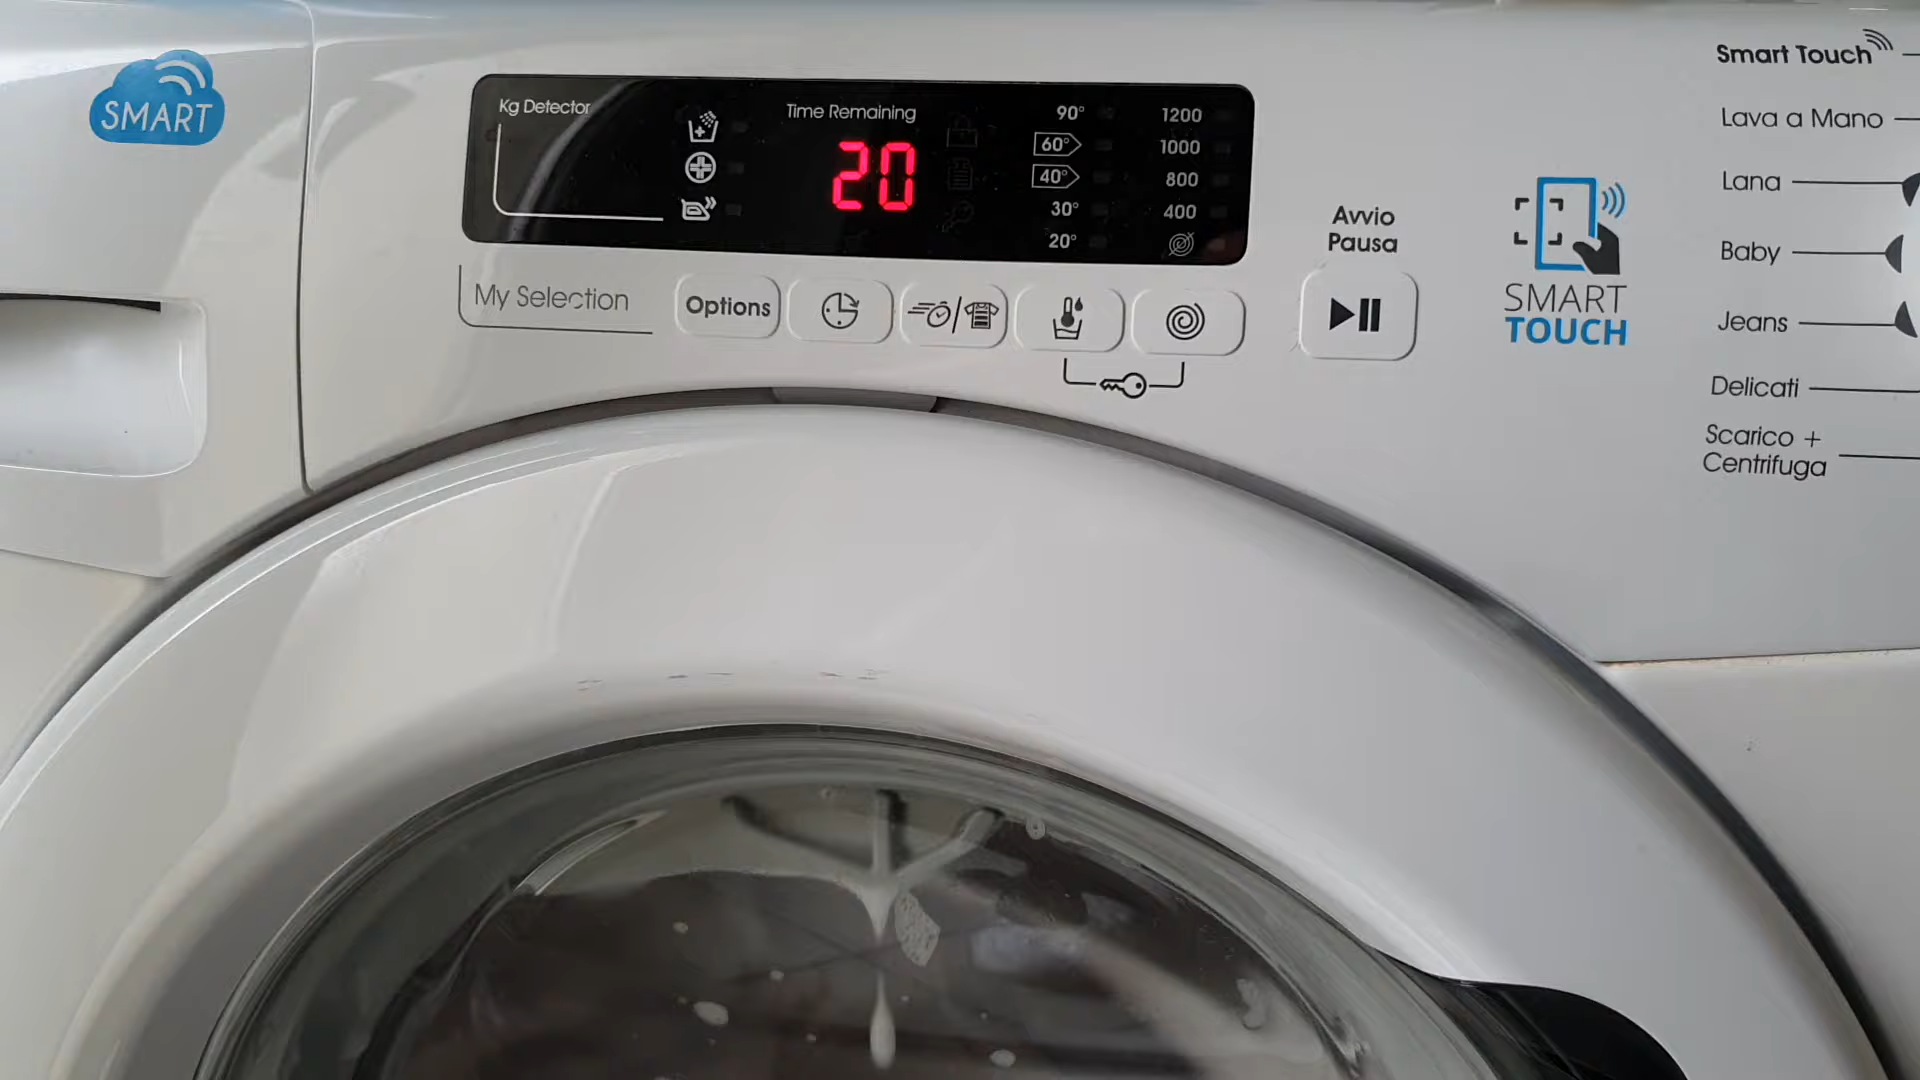 SMART
Kg Detector
Time Remaining
20
90°
60°
40°
30°
20°
1200
1000
800
400
My Selection
Options
Avvio
Pausa
SMART
TOUCH
Smart Touch
Lava a Mano
Lana
Baby
Jeans
Delicati
Scarico +
Centrifuga